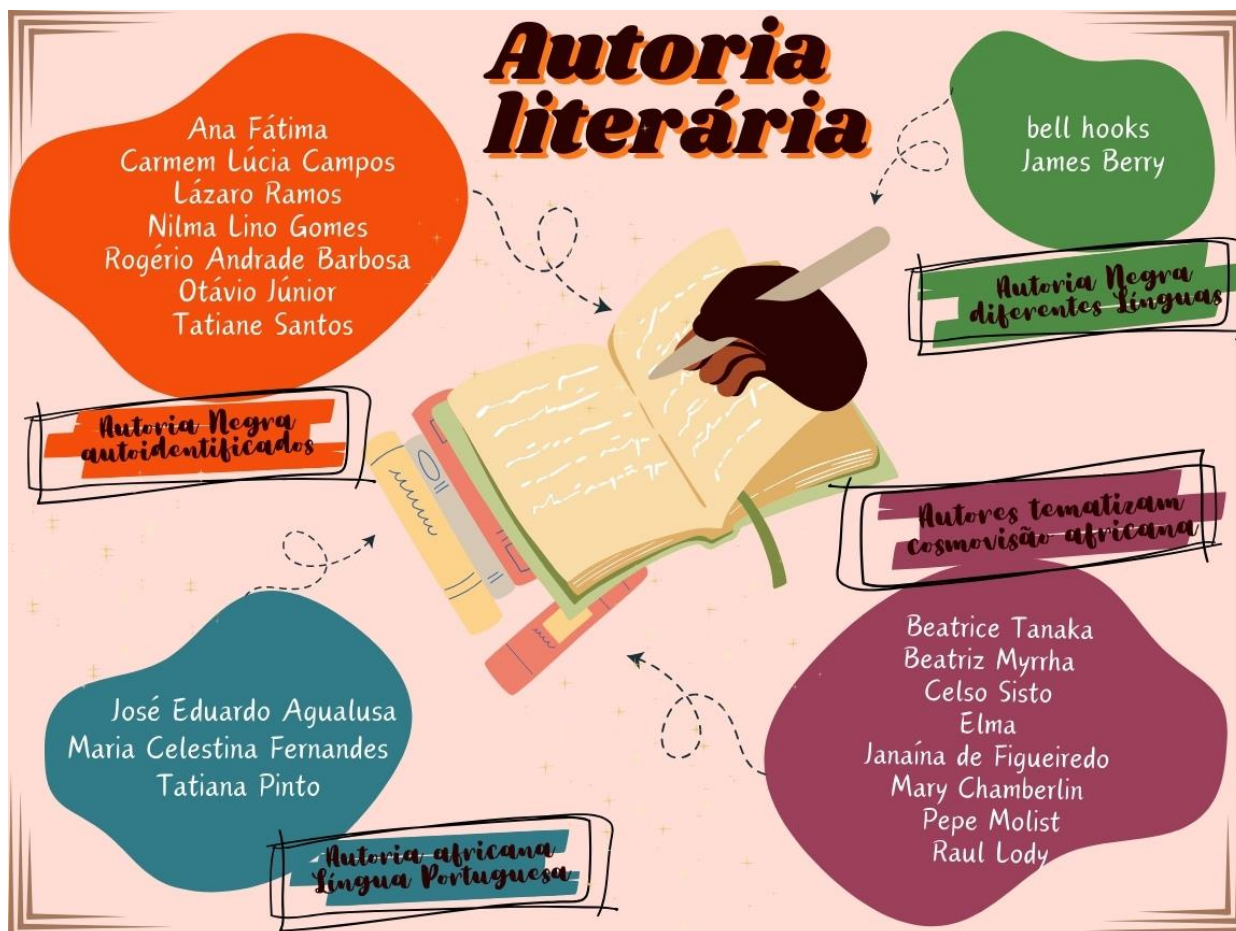 Autoria
literária
Ana Fátima
Carmem Lúcia Campos
Lázaro Ramos
Nilma Lino Gomes
Rogério Andrade Barbosa
Otávio Júnior
Tatiane Santos
Autoria Negra
autoidentificados
bell hooks
James Berry
Autoria Negra
diferentes Línguas
José Eduardo Agualusa
Maria Celestina Fernandes
Tatiana Pinto
Autoria africana
Língua Portuguesa
Autores tematizam
cosmovisão africana
Beatrice Tanaka
Beatriz Myrrha
Celso Sisto
Elma
Janaína de Figueiredo
Mary Chamberlin
Pepe Molist
Raul Lody